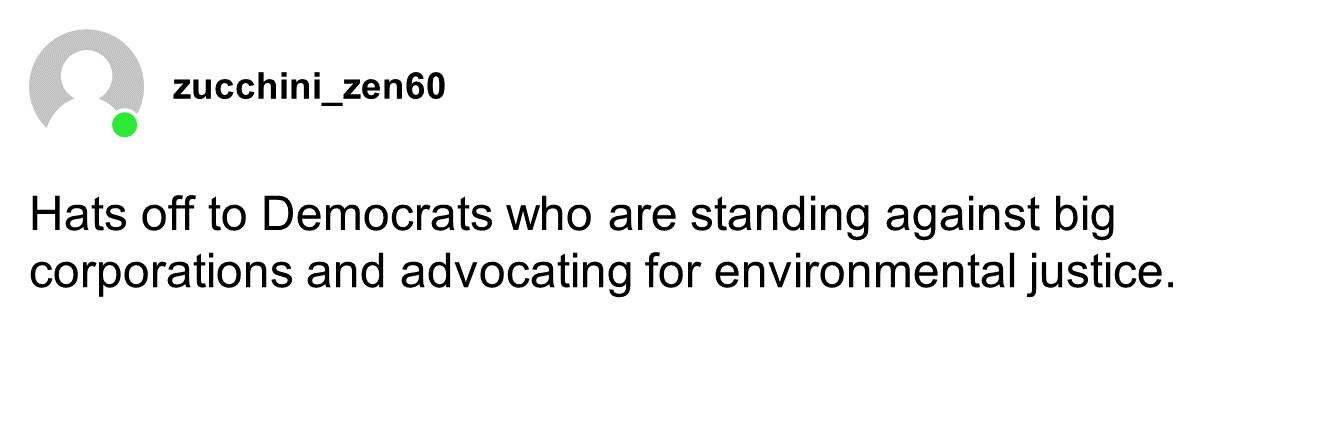 zucchini_zen60
Hats off to Democrats who are standing against big
corporations and advocating for environmental justice.